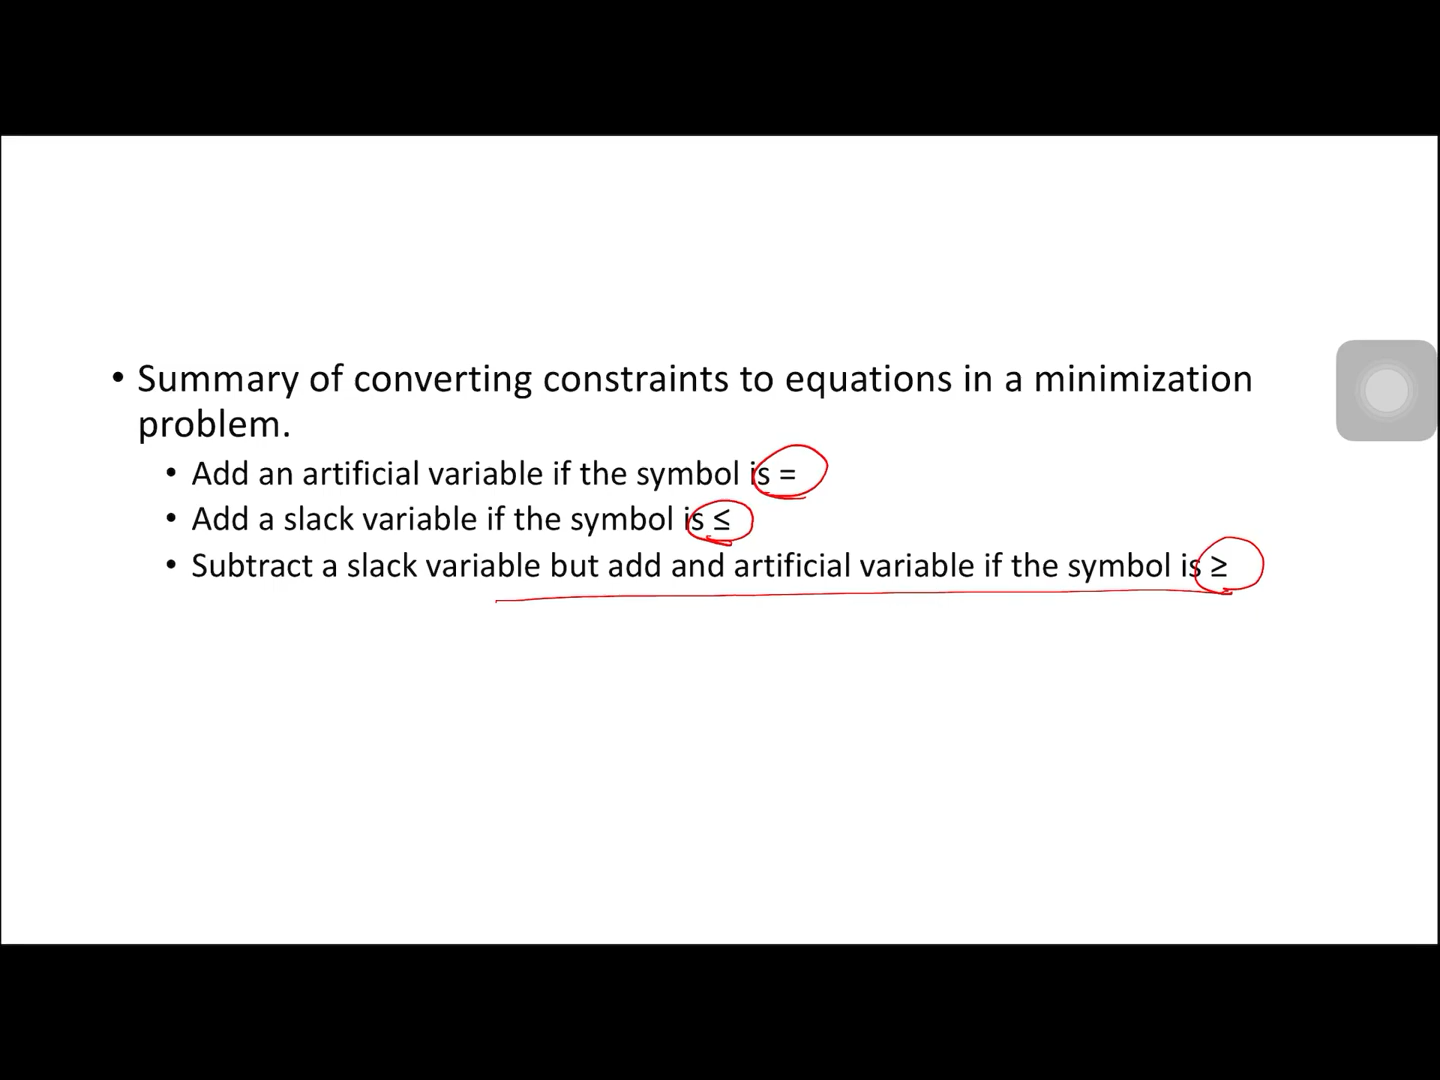 • Summary of converting constraints to equations in a minimization
problem.
• Add an artificial variable if the symbol is =
• Add a slack variable if the symbol is ≤
• Subtract a slack variable but add and artificial variable if the symbol is ≥